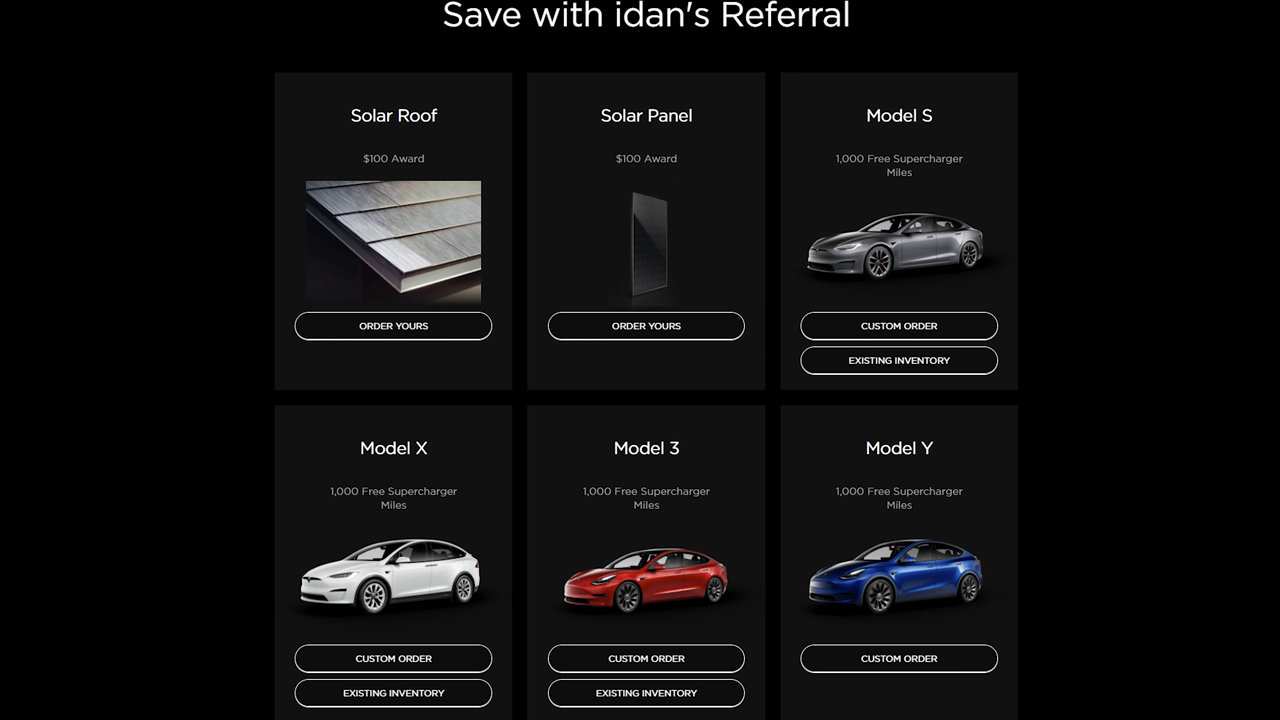 Save with idan's Referral
Solar Roof
$100 Award
ORDER YOURS
Solar Panel
$100 Award
ORDER YOURS
Model S
1,000 Free Supercharger
Miles
CUSTOM ORDER
EXISTING INVENTORY
Model X
1,000 Free Supercharger
Miles
CUSTOM ORDER
EXISTING INVENTORY
Model 3
1,000 Free Supercharger
Miles
CUSTOM ORDER
EXISTING INVENTORY
Model Y
1,000 Free Supercharger
Miles
CUSTOM ORDER